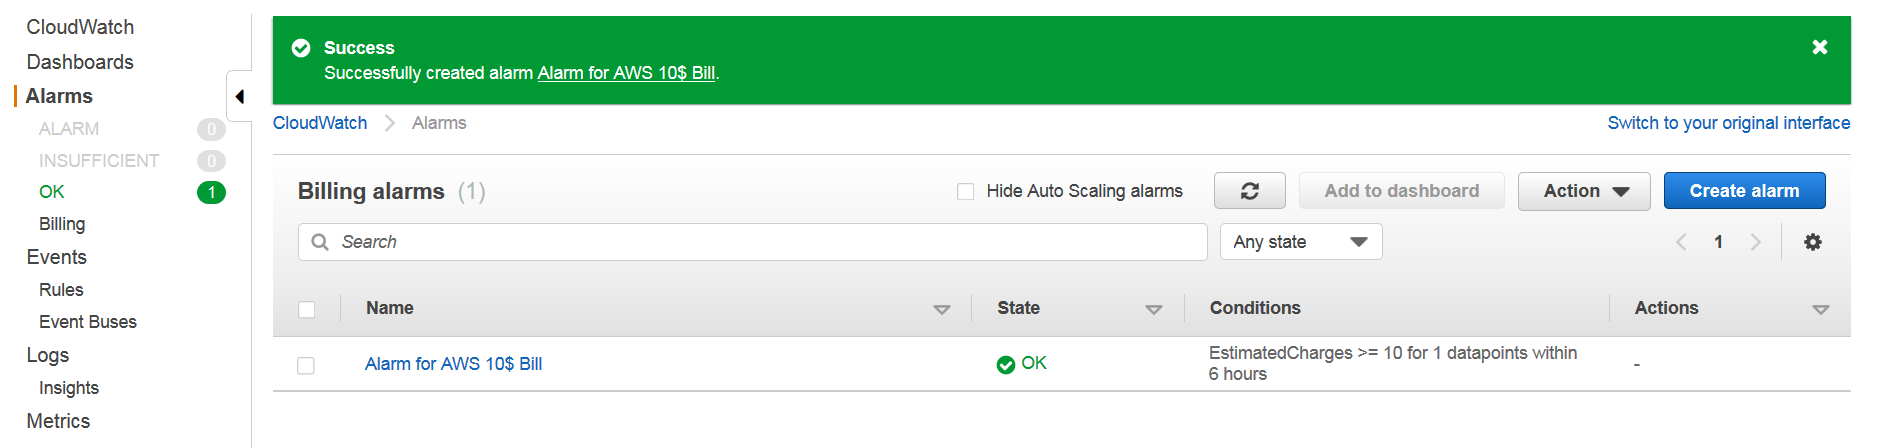 CloudWatch
Dashboards
Alarms
ALARM 0
INSUFFICIENT 0
OK 1
Billing
Events
Rules
Event Buses
Logs
Insights
Metrics
Success
Successfully created alarm Alarm for AWS 10$ Bill.
CloudWatch Alarms
Switch to your original interface
Billing alarms (1)
Hide Auto Scaling alarms
Add to dashboard
Action
Create alarm
Search
Any state
1
Name State Conditions Actions
Alarm for AWS 10$ Bill
OK
EstimatedCharges >= 10 for 1 datapoints within
6 hours
-